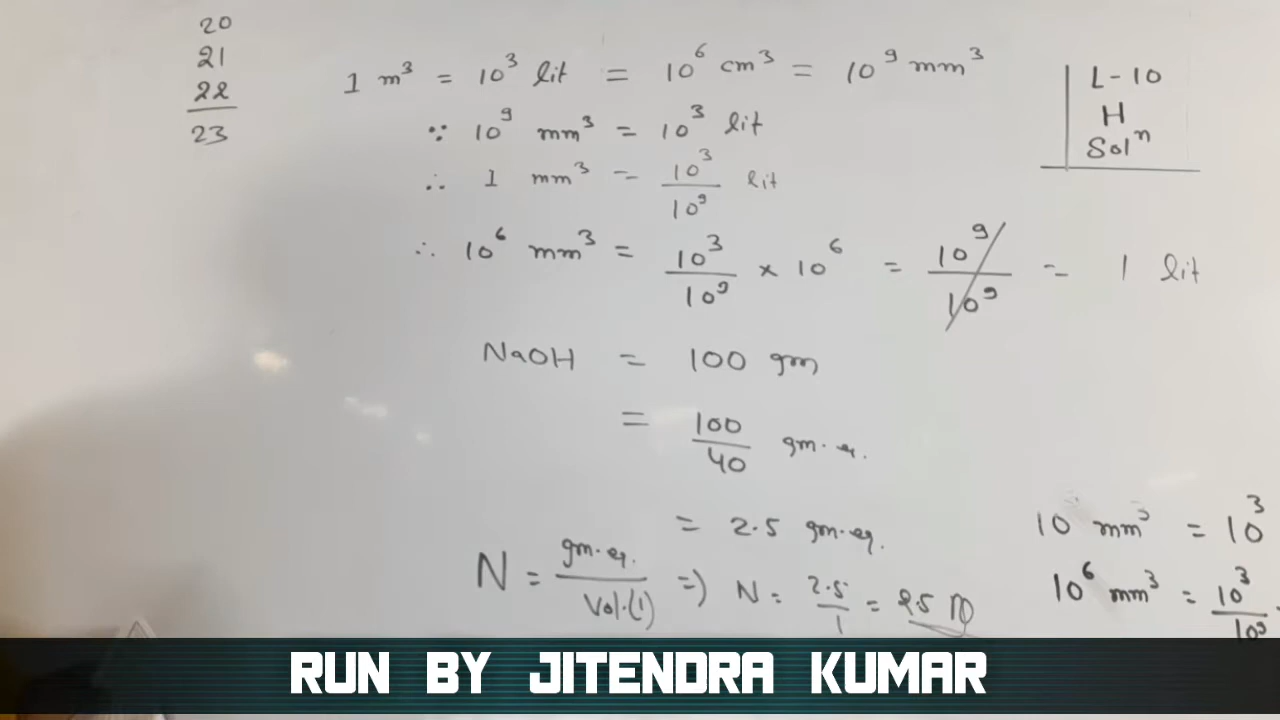 20
21
22
23
1 m³ = 10³ lit = 10⁶ cm³ = 10⁹ mm³
∵ 10⁹ mm³ = 10³ lit
∴ 1 mm³ = 10³/10⁹ lit
∴ 10⁶ mm³ = 10³/10⁹ × 10⁶ = 10⁹/10⁹ = 1 lit
L-10
H
Solⁿ
NaOH = 100 gm
= 100/40 gm.eq.
= 2.5 gm.eq.
N = gm.eq./Vol.(l) => N = 2.5/1 = 2.5 N
10 mm³ = 10³
10⁶ mm³ = 10³/10⁹
RUN BY JITENDRA KUMAR